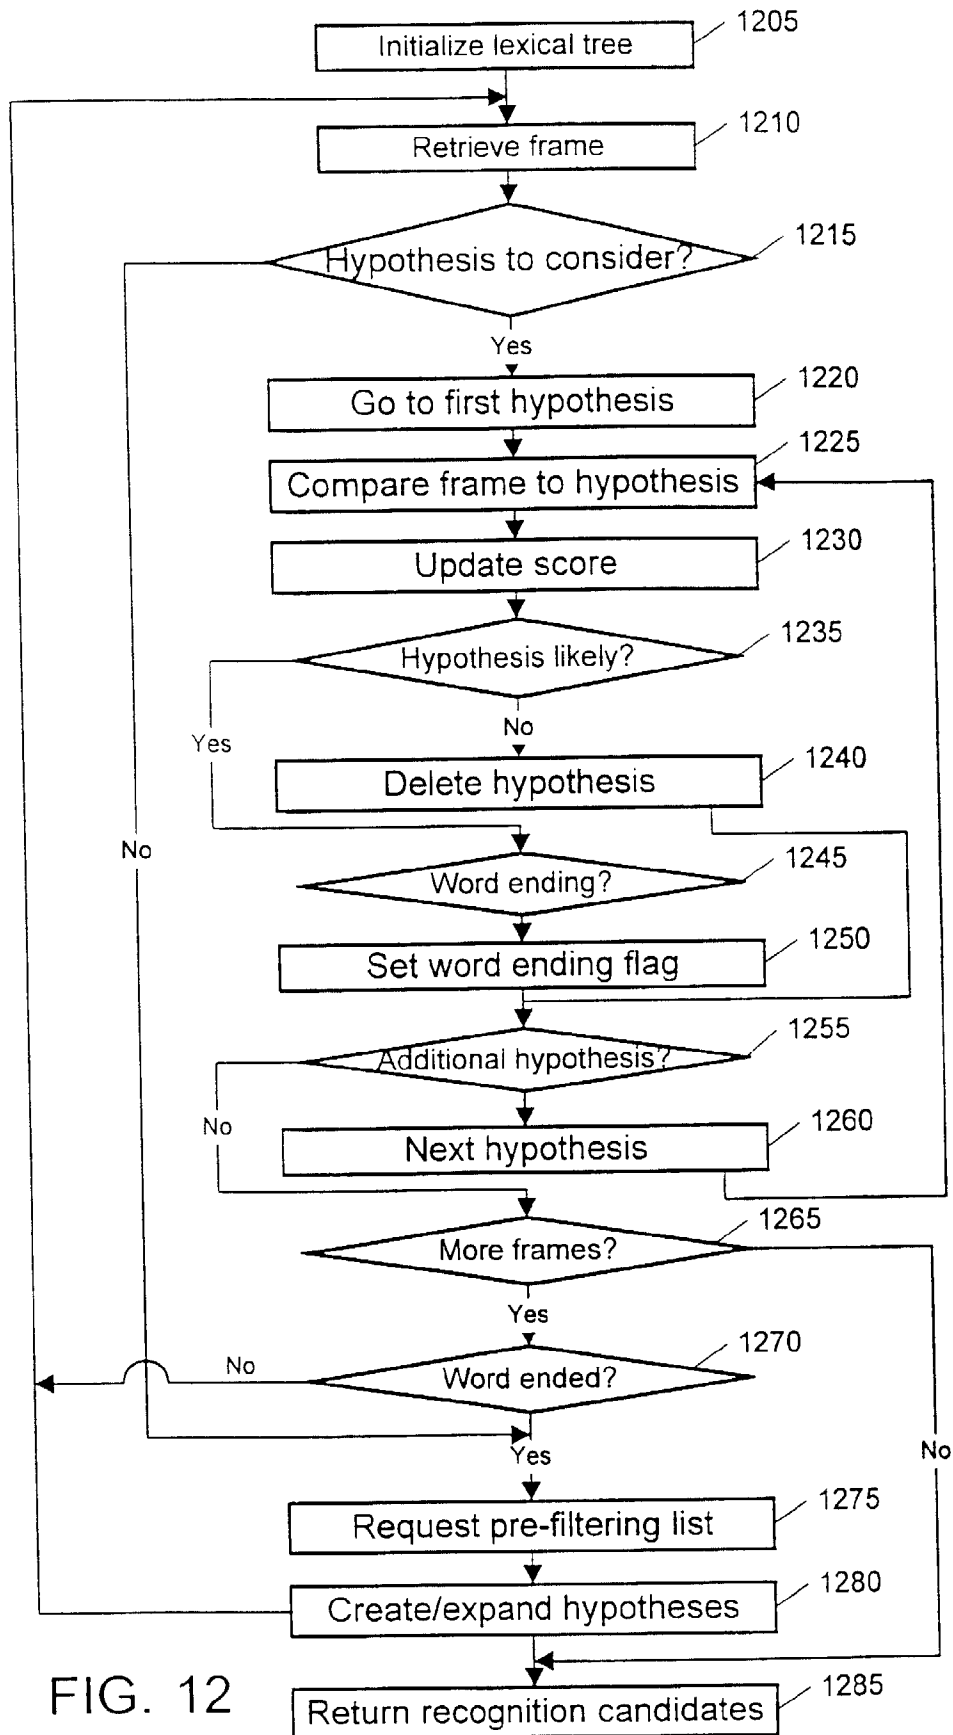 1205
Initialize lexical tree
1210
Retrieve frame
1215
Hypothesis to consider?
Yes
1220
Go to first hypothesis
1225
Compare frame to hypothesis
1230
Update score
1235
Hypothesis likely?
No
Yes
1240
Delete hypothesis
No
1245
Word ending?
1250
Set word ending flag
1255
Additional hypothesis?
No
1260
Next hypothesis
1265
More frames?
Yes
1270
No
Word ended?
No
Yes
1275
Request pre-filtering list
1280
Create/expand hypotheses
1285
FIG. 12
Return recognition candidates